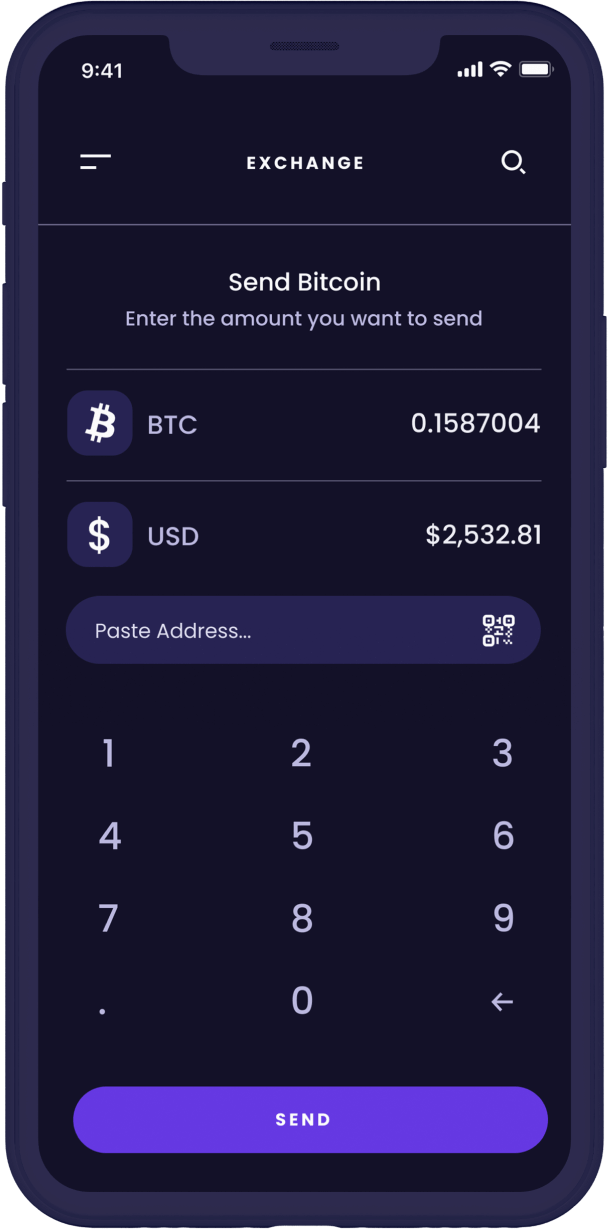 9:41
EXCHANGE
Send Bitcoin
Enter the amount you want to send
BTC 0.1587004
$ USD $2,532.81
Paste Address...
1 2 3
4 5 6
7 8 9
. 0 ←
SEND